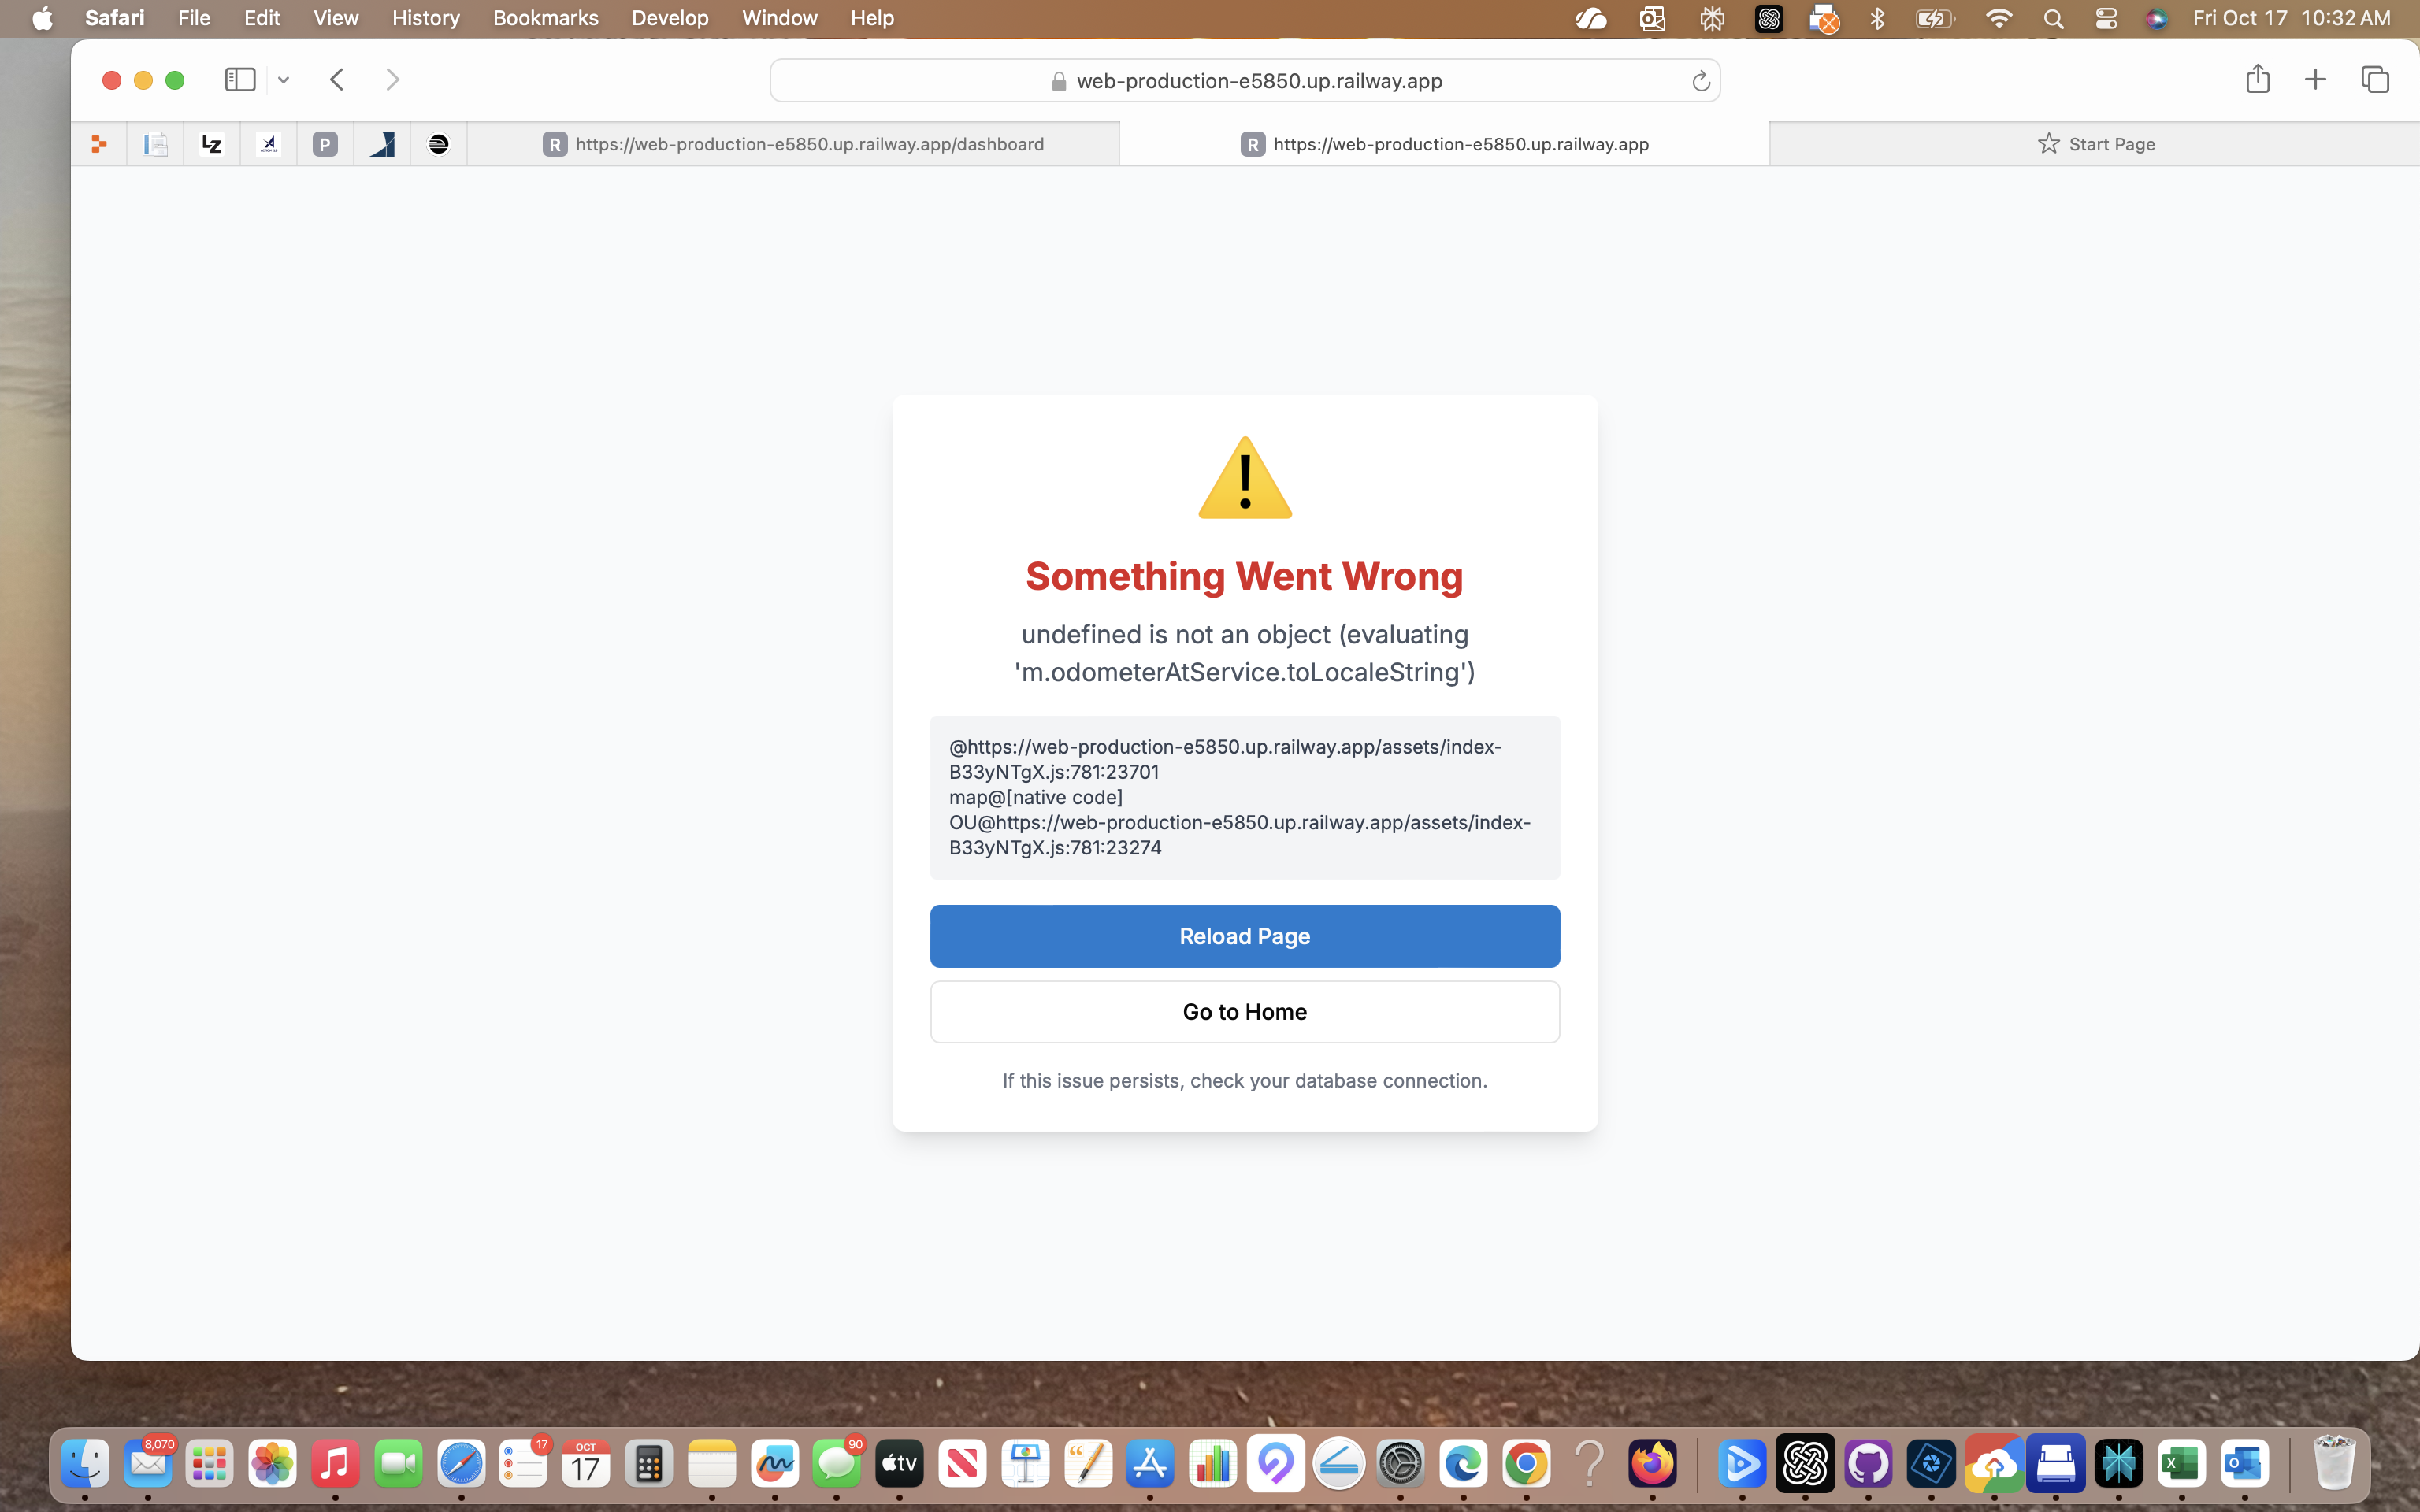 Safari File Edit View History Bookmarks Develop Window Help Fri Oct 17 10:32 AM
web-production-e5850.up.railway.app
LZ P R https://web-production-e5850.up.railway.app/dashboard R https://web-production-e5850.up.railway.app Start Page
Something Went Wrong
undefined is not an object (evaluating
'm.odometerAtService.toLocaleString')
@https://web-production-e5850.up.railway.app/assets/index-
B33yNTgX.js:781:23701
map@[native code]
OU@https://web-production-e5850.up.railway.app/assets/index-
B33yNTgX.js:781:23274
Reload Page
Go to Home
If this issue persists, check your database connection.
8,070 17 OCT 90
17 tv X O